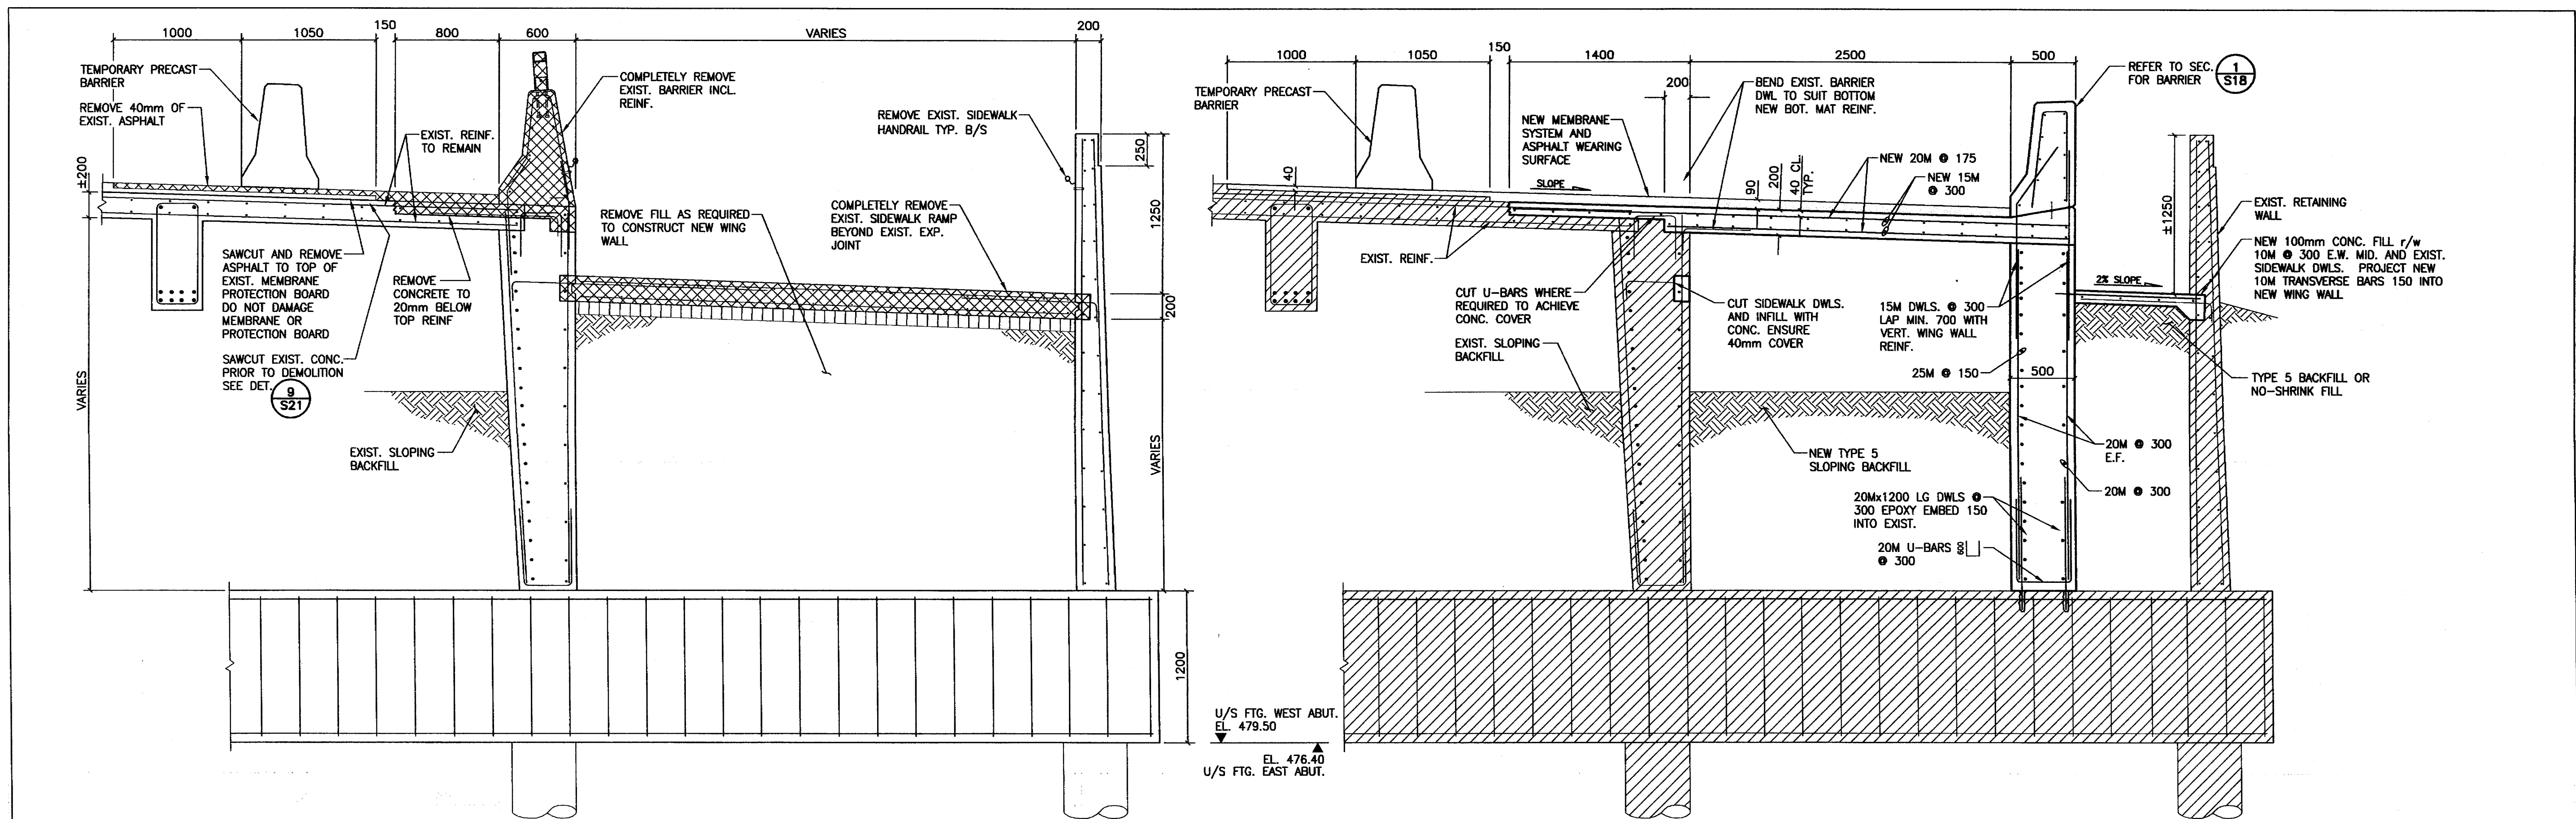 1000
1050
150
800
600
VARIES
200
TEMPORARY PRECAST
BARRIER
REMOVE 40mm OF
EXIST. ASPHALT
EXIST. REINF.
TO REMAIN
COMPLETELY REMOVE
EXIST. BARRIER INCL.
REINF.
REMOVE EXIST. SIDEWALK
HANDRAIL TYP. B/S
250
±200
1250
SAWCUT AND REMOVE
ASPHALT TO TOP OF
EXIST. MEMBRANE
PROTECTION BOARD
DO NOT DAMAGE
MEMBRANE OR
PROTECTION BOARD
REMOVE
CONCRETE TO
20mm BELOW
TOP REINF
REMOVE FILL AS REQUIRED
TO CONSTRUCT NEW WING
WALL
COMPLETELY REMOVE
EXIST. SIDEWALK RAMP
BEYOND EXIST. EXP.
JOINT
200
SAWCUT EXIST. CONC.
PRIOR TO DEMOLITION
SEE DET.
9
S21
VARIES
EXIST. SLOPING
BACKFILL
VARIES
1200
U/S FTG. WEST ABUT.
EL. 479.50
EL. 476.40
U/S FTG. EAST ABUT.
1000
1050
150
1400
2500
500
200
TEMPORARY PRECAST
BARRIER
NEW MEMBRANE
SYSTEM AND
ASPHALT WEARING
SURFACE
BEND EXIST. BARRIER
DWL TO SUIT BOTTOM
NEW BOT. MAT REINF.
REFER TO SEC.
FOR BARRIER
1
S18
40
SLOPE
90
200
40 CL
TYP.
NEW 20M @ 175
NEW 15M
@ 300
±1250
EXIST. RETAINING
WALL
EXIST. REINF.
NEW 100mm CONC. FILL r/w
10M @ 300 E.W. MID. AND EXIST.
SIDEWALK DWLS. PROJECT NEW
10M TRANSVERSE BARS 150 INTO
NEW WING WALL
2% SLOPE
CUT U-BARS WHERE
REQUIRED TO ACHIEVE
CONC. COVER
CUT SIDEWALK DWLS.
AND INFILL WITH
CONC. ENSURE
40mm COVER
15M DWLS. @ 300
LAP MIN. 700 WITH
VERT. WING WALL
REINF.
EXIST. SLOPING
BACKFILL
25M @ 150
500
TYPE 5 BACKFILL OR
NO-SHRINK FILL
NEW TYPE 5
SLOPING BACKFILL
20M @ 300
E.F.
20M @ 300
20Mx1200 LG DWLS @
300 EPOXY EMBED 150
INTO EXIST.
20M U-BARS
600
@ 300